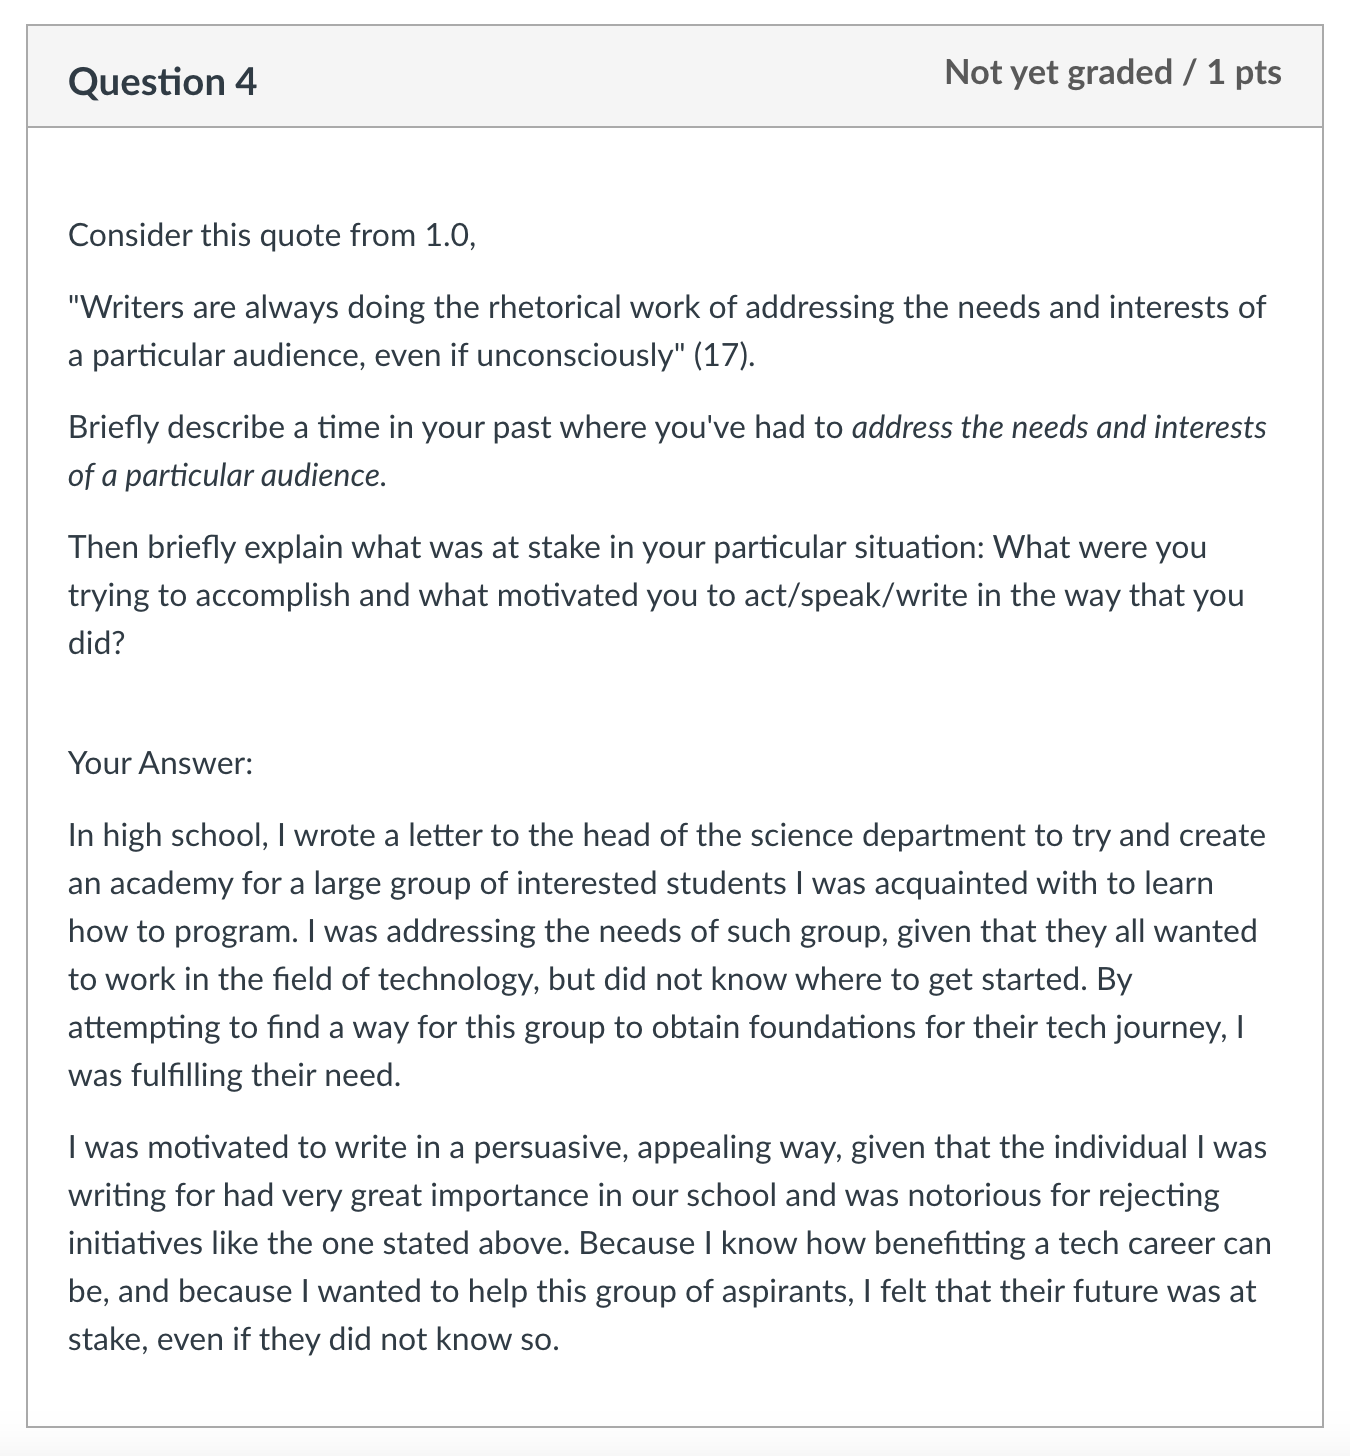 Question 4
Not yet graded / 1 pts
Consider this quote from 1.0,
"Writers are always doing the rhetorical work of addressing the needs and interests of
a particular audience, even if unconsciously" (17).
Briefly describe a time in your past where you've had to address the needs and interests
of a particular audience.
Then briefly explain what was at stake in your particular situation: What were you
trying to accomplish and what motivated you to act/speak/write in the way that you
did?
Your Answer:
In high school, I wrote a letter to the head of the science department to try and create
an academy for a large group of interested students I was acquainted with to learn
how to program. I was addressing the needs of such group, given that they all wanted
to work in the field of technology, but did not know where to get started. By
attempting to find a way for this group to obtain foundations for their tech journey, I
was fulfilling their need.
I was motivated to write in a persuasive, appealing way, given that the individual I was
writing for had very great importance in our school and was notorious for rejecting
initiatives like the one stated above. Because I know how benefitting a tech career can
be, and because I wanted to help this group of aspirants, I felt that their future was at
stake, even if they did not know so.